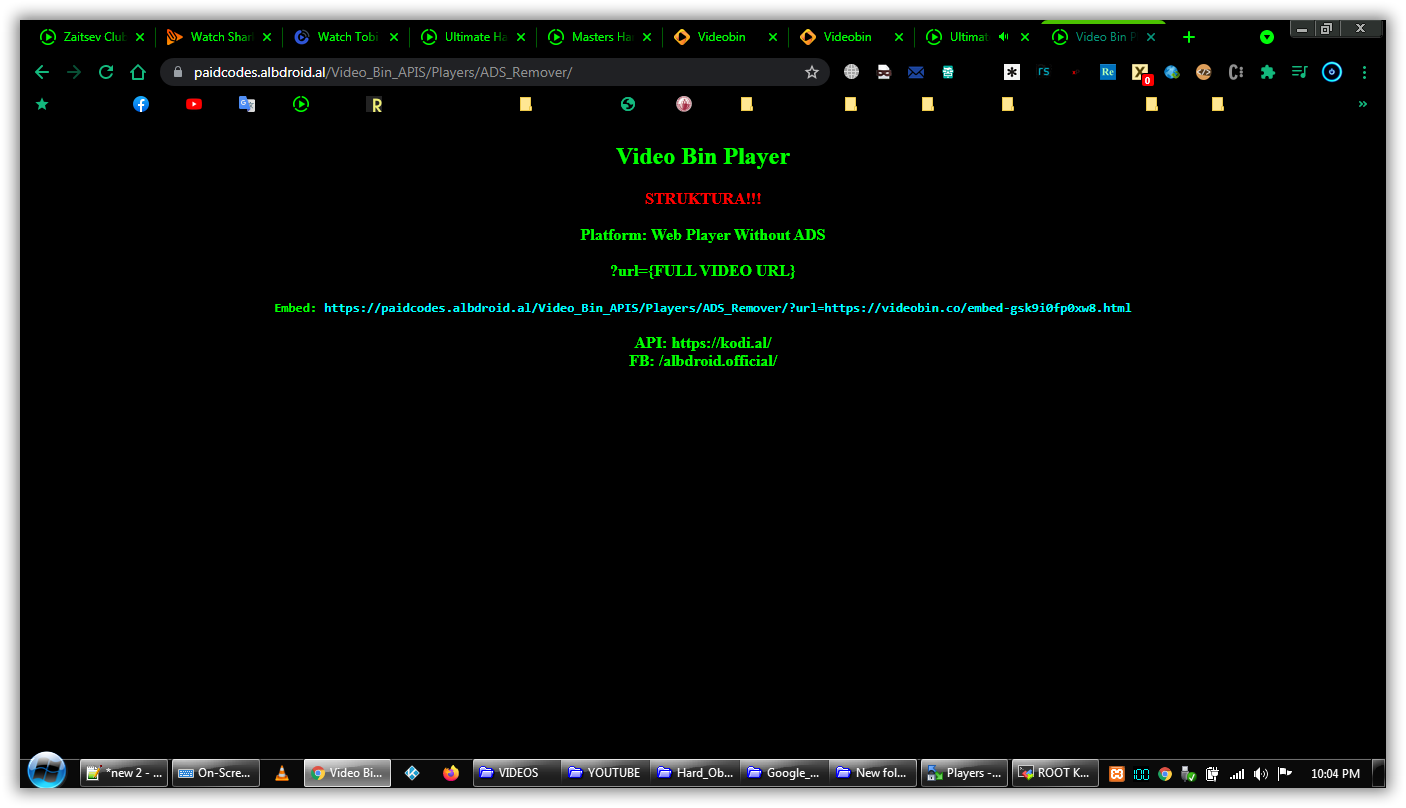 Zaitsev Club
Watch Shar
Watch Tobi
Ultimate Ha
Masters Ha
Videobin
Videobin
Ultimat
Video Bin P
paidcodes.albdroid.al/Video_Bin_APIS/Players/ADS_Remover/
rs
Re
0
R
Video Bin Player
STRUKTURA!!!
Platform: Web Player Without ADS
?url={FULL VIDEO URL}
Embed: https://paidcodes.albdroid.al/Video_Bin_APIS/Players/ADS_Remover/?url=https://videobin.co/embed-gsk9i0fp0xw8.html
API: https://kodi.al/
FB: /albdroid.official/
*new 2 - ...
On-Scre...
Video Bi...
VIDEOS
YOUTUBE
Hard_Ob...
Google_...
New fol...
Players -...
ROOT K...
100
10:04 PM